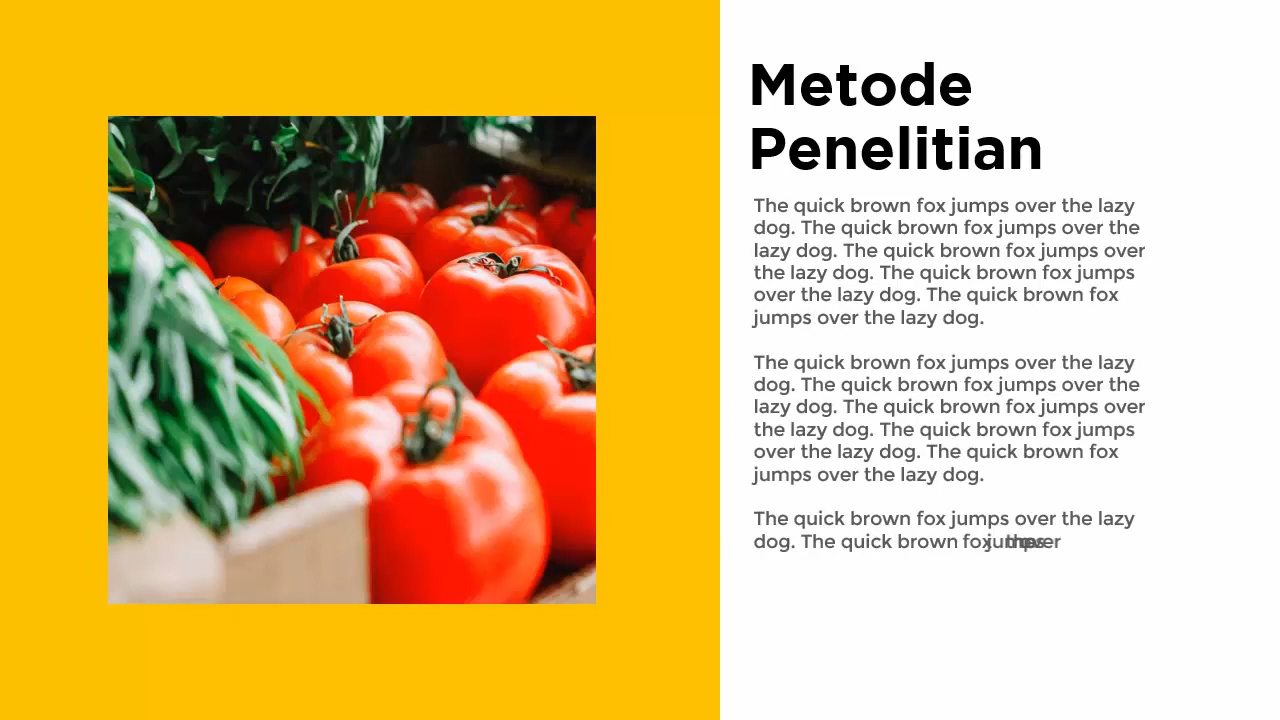 Metode
Penelitian
The quick brown fox jumps over the lazy
dog. The quick brown fox jumps over the
lazy dog. The quick brown fox jumps over
the lazy dog. The quick brown fox jumps
over the lazy dog. The quick brown fox
jumps over the lazy dog.
The quick brown fox jumps over the lazy
dog. The quick brown fox jumps over the
lazy dog. The quick brown fox jumps over
the lazy dog. The quick brown fox jumps
over the lazy dog. The quick brown fox
jumps over the lazy dog.
The quick brown fox jumps over the lazy
dog. The quick brown fox